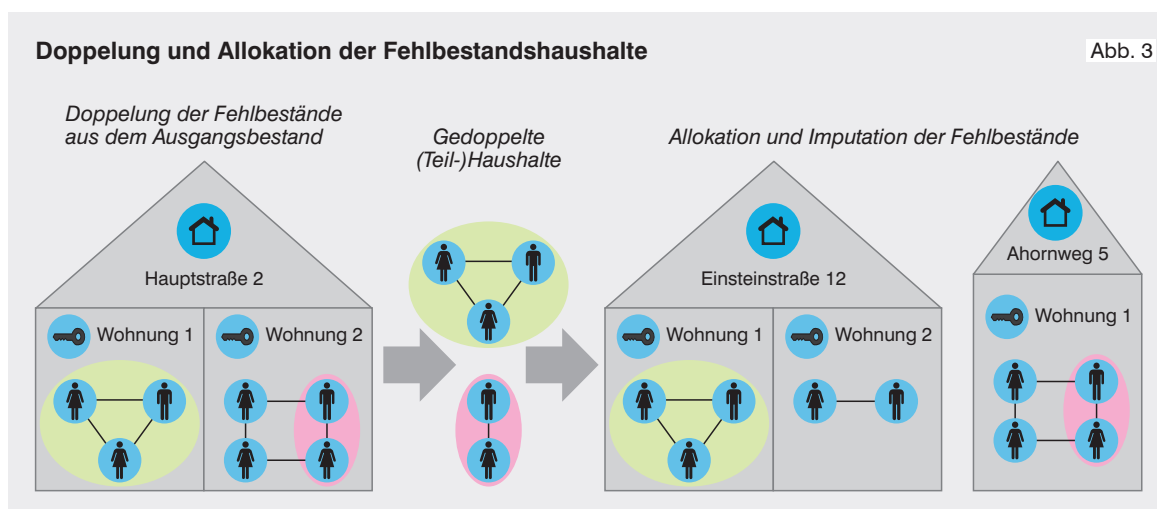 Doppelung und Allokation der Fehlbestandshaushalte
Abb. 3
Doppelung der Fehlbestände
aus dem Ausgangsbestand
Gedoppelte
(Teil-)Haushalte
Allokation und Imputation der Fehlbestände
Hauptstraße 2
Wohnung 1
Wohnung 2
Einsteinstraße 12
Wohnung 1
Wohnung 2
Ahornweg 5
Wohnung 1